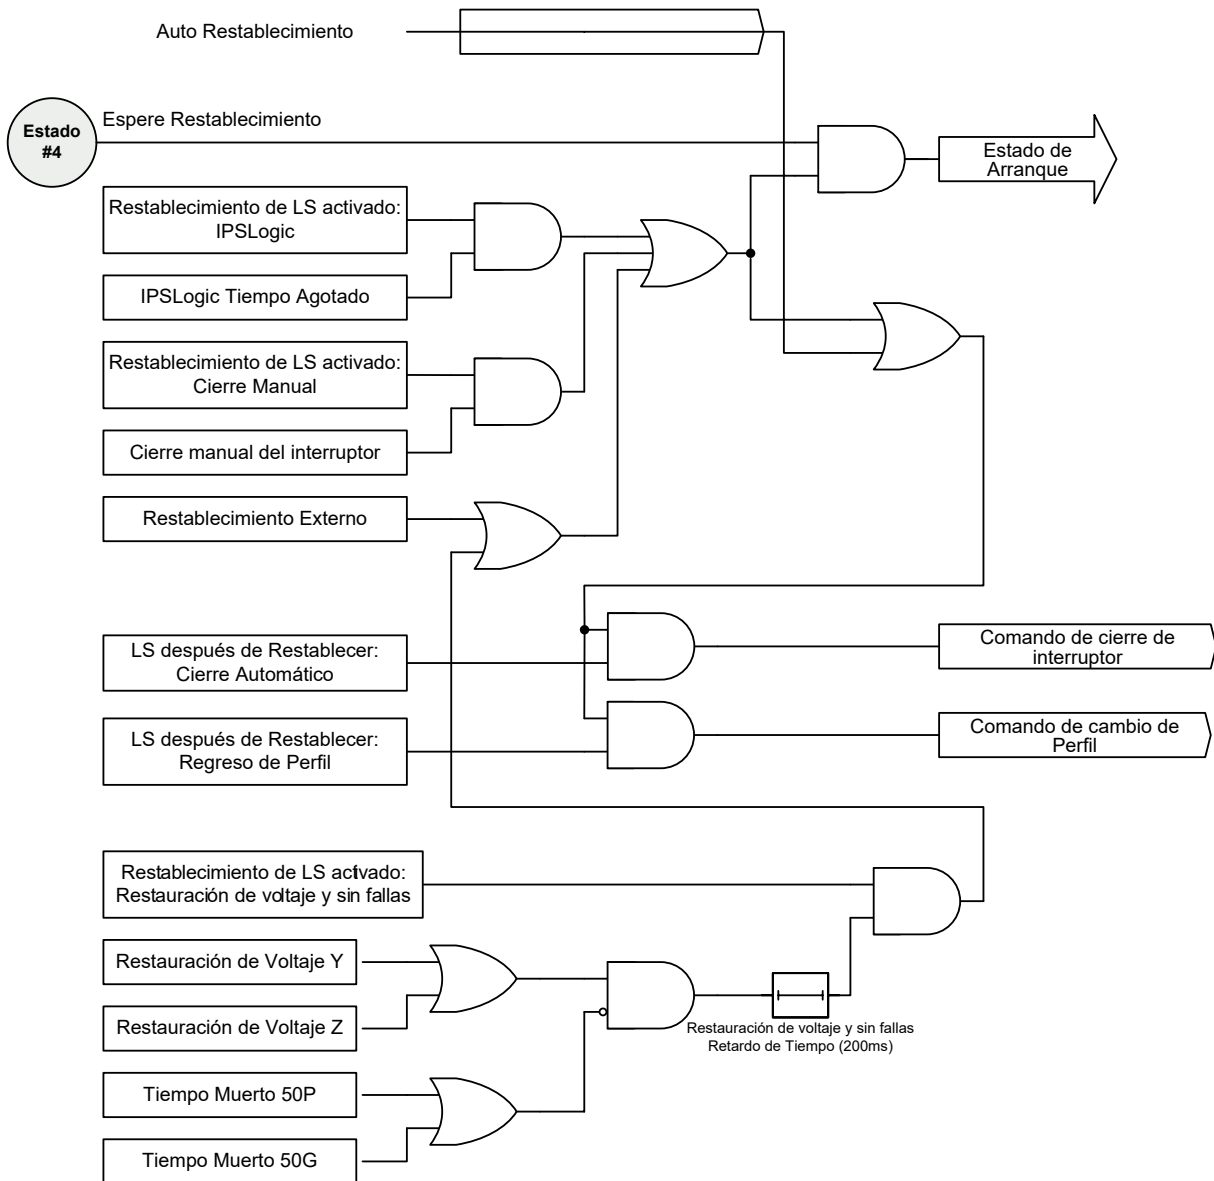 Auto Restablecimiento
Estado
#4
Espere Restablecimiento
Estado de
Arranque
Restablecimiento de LS activado:
IPSLogic
IPSLogic Tiempo Agotado
Restablecimiento de LS activado:
Cierre Manual
Cierre manual del interruptor
Restablecimiento Externo
LS después de Restablecer:
Cierre Automático
Comando de cierre de
interruptor
LS después de Restablecer:
Regreso de Perfil
Comando de cambio de
Perfil
Restablecimiento de LS activado:
Restauración de voltaje y sin fallas
Restauración de Voltaje Y
Restauración de Voltaje Z
Restauración de voltaje y sin fallas
Retardo de Tiempo (200ms)
Tiempo Muerto 50P
Tiempo Muerto 50G